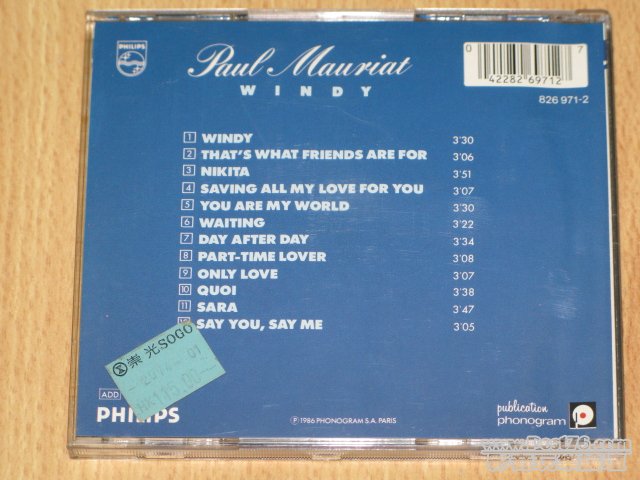 PHILIPS
Paul Mauriat
WINDY
0 42282 69712 7
826 971-2
1 WINDY 3'30
2 THAT'S WHAT FRIENDS ARE FOR 3'06
3 NIKITA 3'51
4 SAVING ALL MY LOVE FOR YOU 3'07
5 YOU ARE MY WORLD 3'30
6 WAITING 3'22
7 DAY AFTER DAY 3'34
8 PART-TIME LOVER 3'08
9 ONLY LOVE 3'07
10 QUOI 3'38
11 SARA 3'47
SAY YOU, SAY ME 3'05
崇光SOGO
ADD
PHILIPS
Ⓟ 1986 PHONOGRAM S.A. PARIS
publication
phonogram
p